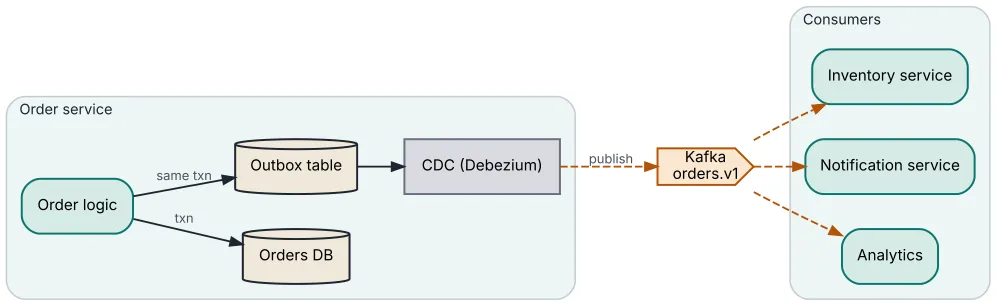 Consumers
Inventory service
Order service
Outbox table
CDC (Debezium)
publish
Kafka
orders.v1
Notification service
same txn
Order logic
txn
Orders DB
Analytics